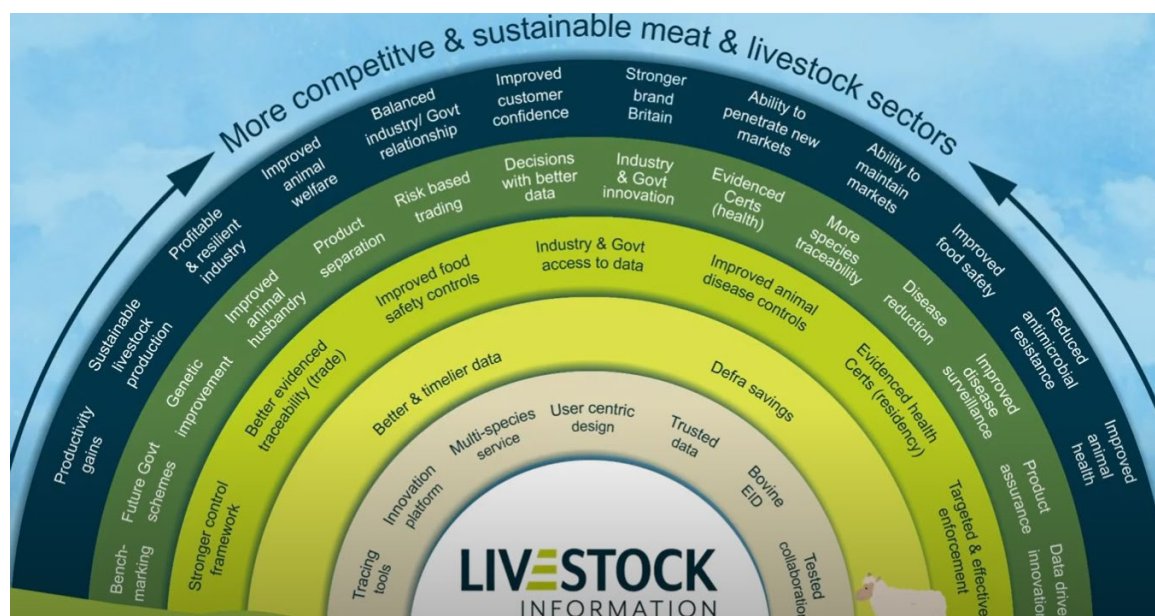 More competitve & sustainable meat & livestock sectors
Productivity
gains
Sustainable
livestock
production
Profitable
& resilient
industry
Improved
animal
welfare
Balanced
industry/ Govt
relationship
Improved
customer
confidence
Stronger
brand
Britain
Ability to
penetrate new
markets
Ability to
maintain
markets
Improved
food safety
Reduced
antimicrobial
resistance
Improved
animal
health
Bench-
marking
Future Govt
schemes
Genetic
improvement
Improved
animal
husbandry
Product
separation
Risk based
trading
Decisions
with better
data
Industry
& Govt
innovation
Evidenced
Certs
(health)
More
species
traceability
Disease
reduction
Improved
disease
surveillance
Product
assurance
Data drive
innovation
Stronger control
framework
Better evidenced
traceability (trade)
Improved food
safety controls
Industry & Govt
access to data
Improved animal
disease controls
Evidenced health
Certs (residency)
Targeted & effective
enforcement
Better & timelier data
Defra savings
Tracing
tools
Innovation
platform
Multi-species
service
User centric
design
Trusted
data
Bovine
EID
Tested
collaboratio
LIVESTOCK
INFORMATION